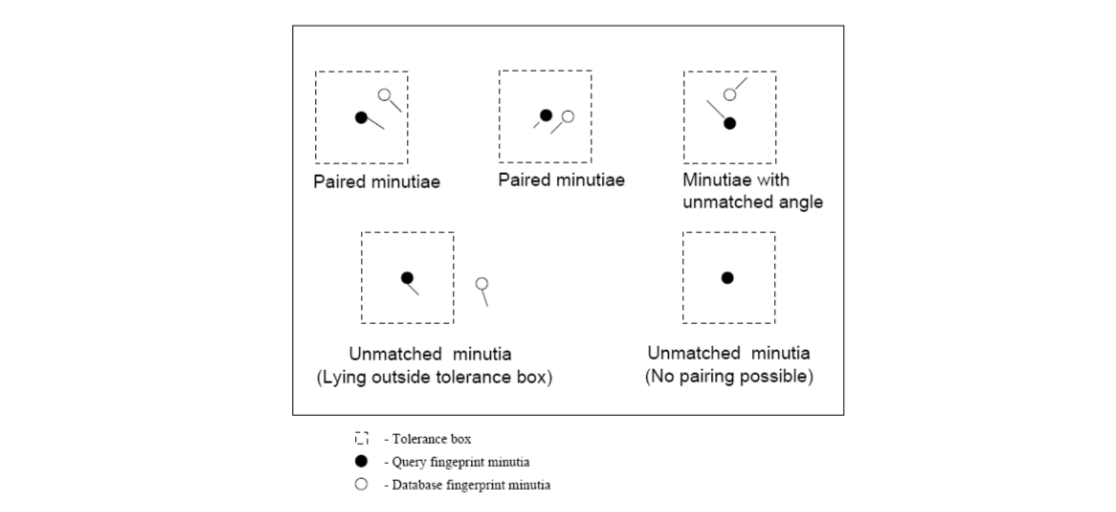 Paired minutiae
Paired minutiae
Minutiae with
unmatched angle
Unmatched minutia
(Lying outside tolerance box)
Unmatched minutia
(No pairing possible)
- Tolerance box
- Query fingeprint minutia
- Database fingerprint minutia